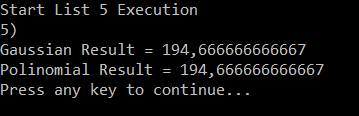 Start List 5 Execution
5)
Gaussian Result = 194,666666666667
Polinomial Result = 194,666666666667
Press any key to continue...